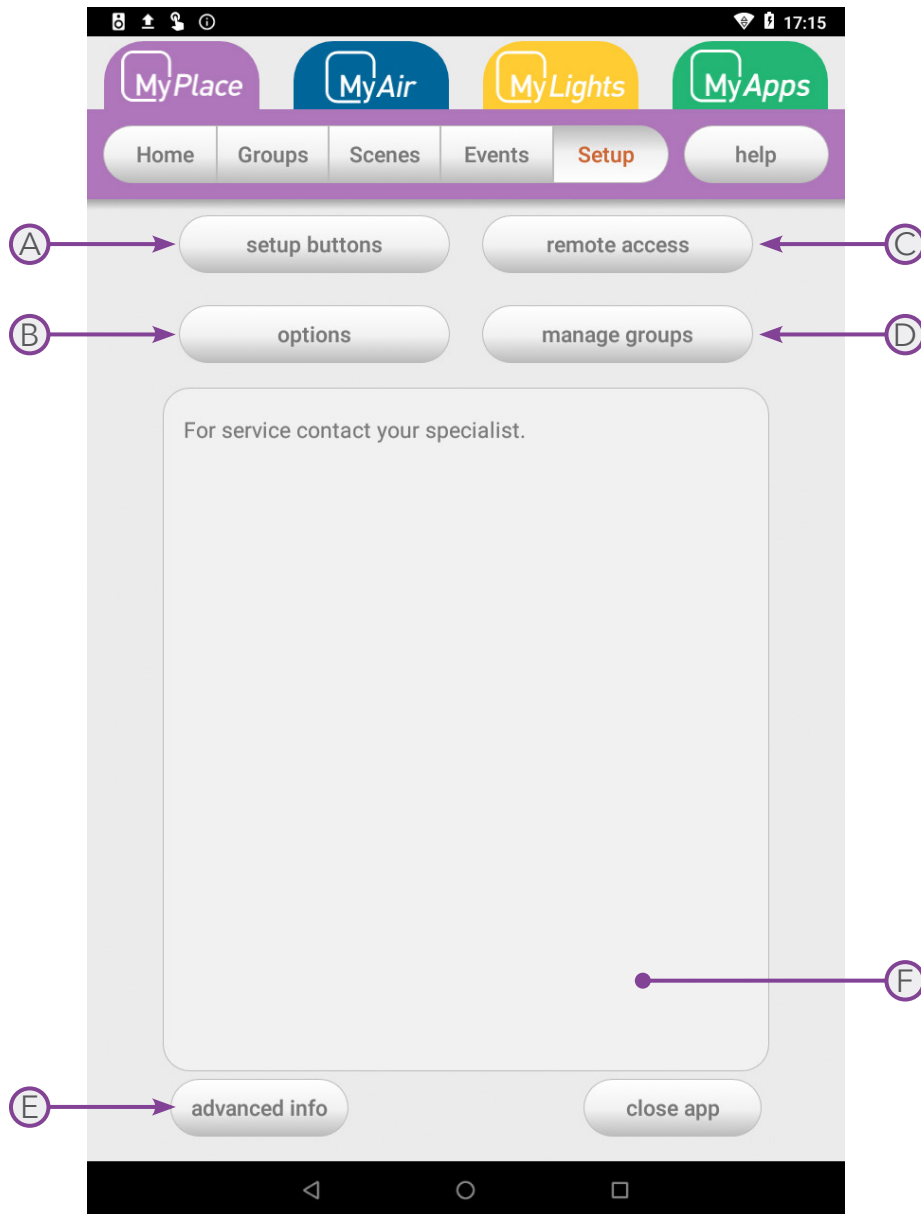 17:15
MyPlace MyAir MyLights MyApps
Home Groups Scenes Events Setup help
A setup buttons remote access C
B options manage groups D
For service contact your specialist.
F
E advanced info close app